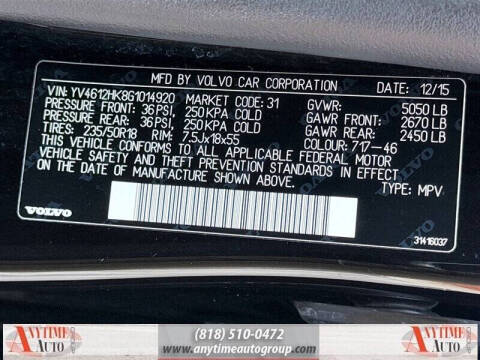 MFD BY VOLVO CAR CORPORATION DATE: 12/15
VIN: YV4612HK861014920 MARKET CODE: 31 GVWR: 5050 LB
PRESSURE FRONT: 36 PSI, 250 KPA COLD GAWR FRONT: 2670 LB
PRESSURE REAR: 36 PSI, 250 KPA COLD GAWR REAR: 2450 LB
TIRES: 235/50R18 RIM: 7.5Jx18x55 COLOUR: 717-46
THIS VEHICLE CONFORMS TO ALL APPLICABLE FEDERAL MOTOR
VEHICLE SAFETY AND THEFT PREVENTION STANDARDS IN EFFECT
ON THE DATE OF MANUFACTURE SHOWN ABOVE.
TYPE: MPV
VOLVO
31416037
ANYTIME AUTO
(818) 510-0472
www.anytimeautogroup.com
ANYTIME AUTO